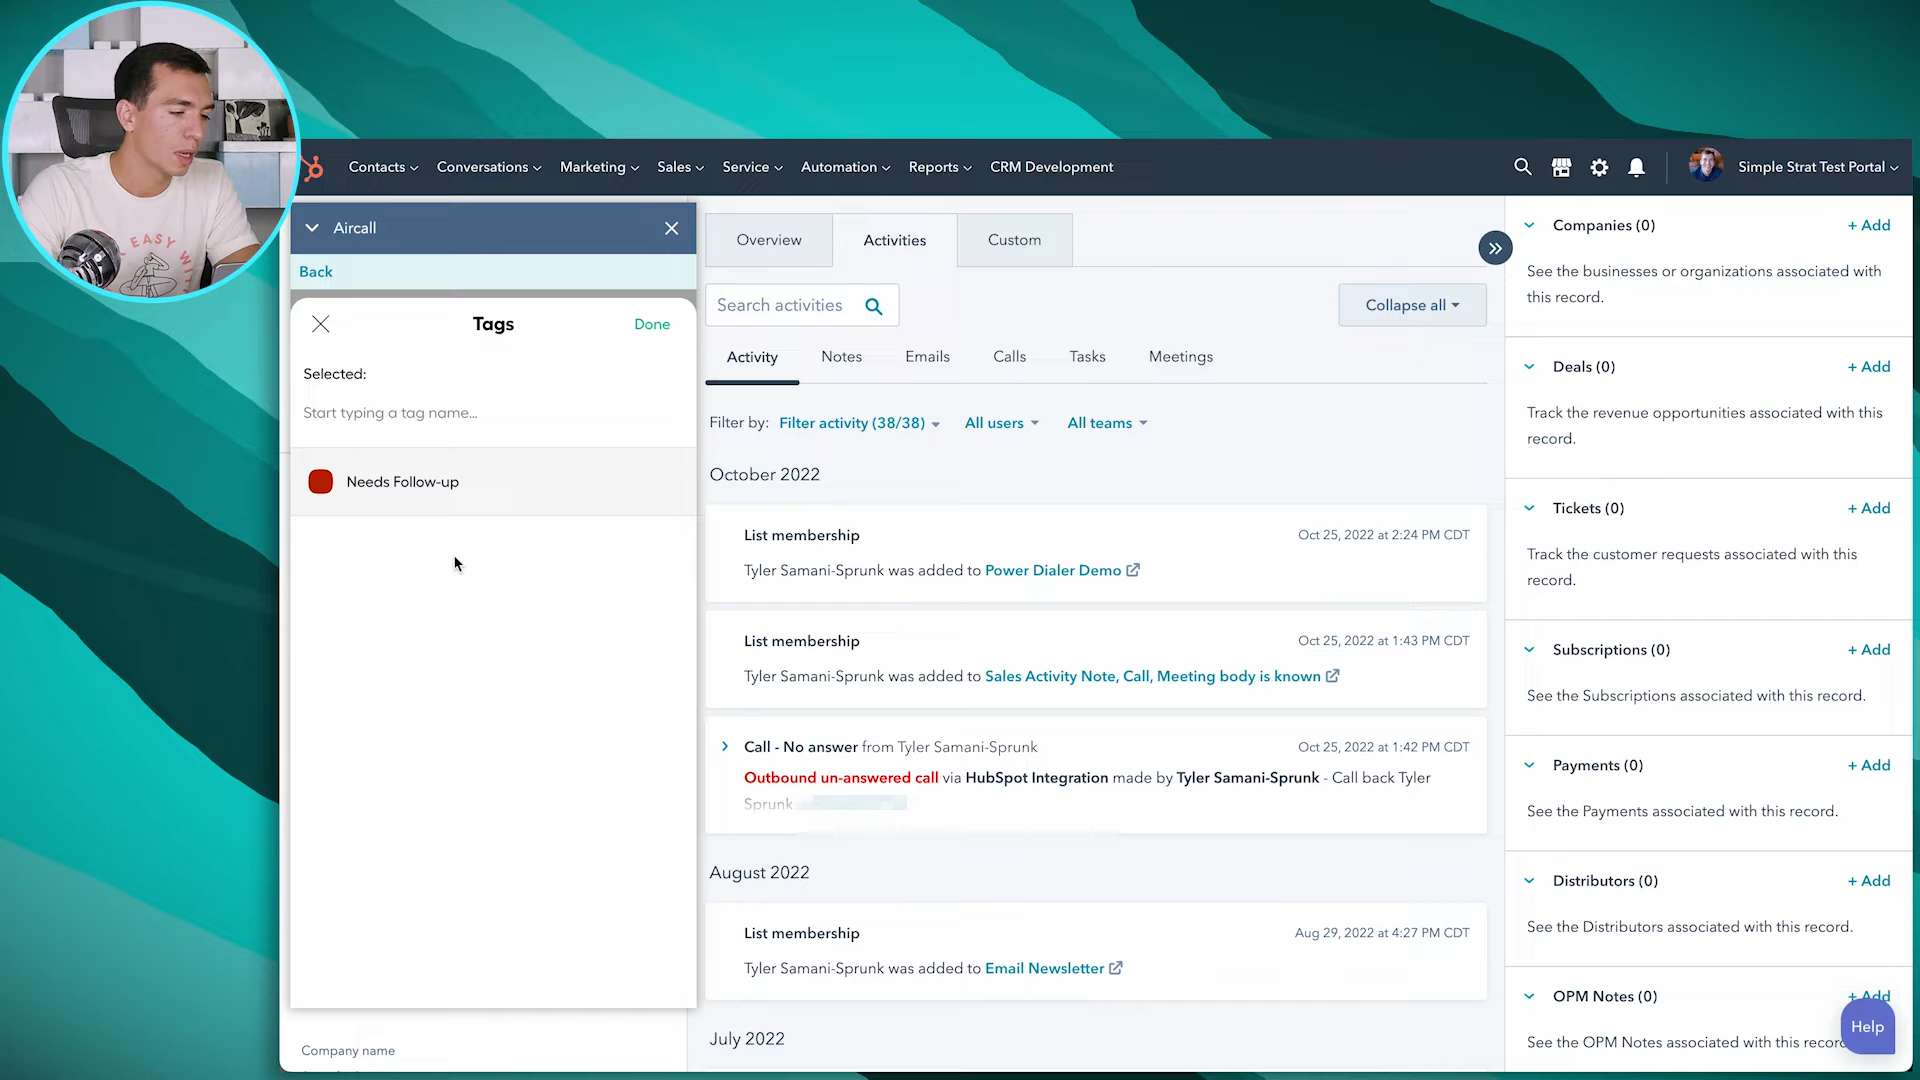 EASY WITH
Contacts
Conversations
Marketing
Sales
Service
Automation
Reports
CRM Development
Simple Strat Test Portal
Aircall
Back
Tags
Done
Selected:
Start typing a tag name...
Needs Follow-up
Company name
Overview
Activities
Custom
Search activities
Collapse all
Activity
Notes
Emails
Calls
Tasks
Meetings
Filter by: Filter activity (38/38) All users All teams
October 2022
List membership
Oct 25, 2022 at 2:24 PM CDT
Tyler Samani-Sprunk was added to Power Dialer Demo
List membership
Oct 25, 2022 at 1:43 PM CDT
Tyler Samani-Sprunk was added to Sales Activity Note, Call, Meeting body is known
Call - No answer from Tyler Samani-Sprunk
Oct 25, 2022 at 1:42 PM CDT
Outbound un-answered call via HubSpot Integration made by Tyler Samani-Sprunk - Call back Tyler
Sprunk
August 2022
List membership
Aug 29, 2022 at 4:27 PM CDT
Tyler Samani-Sprunk was added to Email Newsletter
July 2022
Companies (0)
+ Add
See the businesses or organizations associated with
this record.
Deals (0)
+ Add
Track the revenue opportunities associated with this
record.
Tickets (0)
+ Add
Track the customer requests associated with this
record.
Subscriptions (0)
+ Add
See the Subscriptions associated with this record.
Payments (0)
+ Add
See the Payments associated with this record.
Distributors (0)
+ Add
See the Distributors associated with this record.
OPM Notes (0)
+ Add
See the OPM Notes associated with this recor
Help